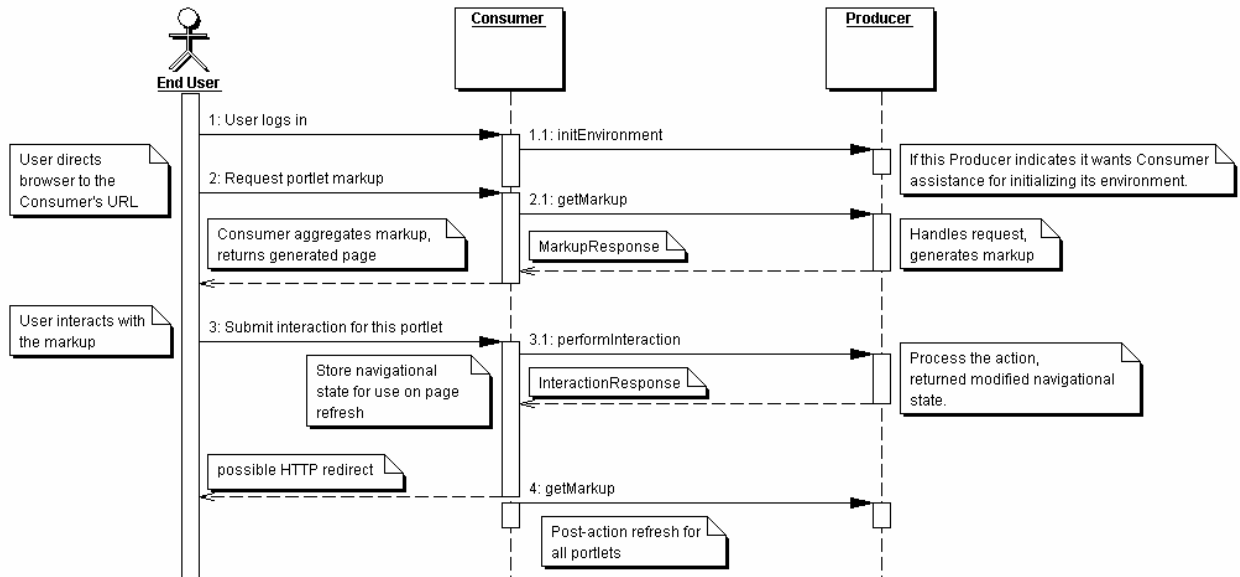 Consumer
Producer
End User
1: User logs in
1.1: initEnvironment
User directs
browser to the
Consumer's URL
If this Producer indicates it wants Consumer
assistance for initializing its environment.
2: Request portlet markup
2.1: getMarkup
Consumer aggregates markup,
returns generated page
MarkupResponse
Handles request,
generates markup
User interacts with
the markup
3: Submit interaction for this portlet
3.1: performInteraction
Store navigational
state for use on page
refresh
InteractionResponse
Process the action,
returned modified navigational
state.
possible HTTP redirect
4: getMarkup
Post-action refresh for
all portlets